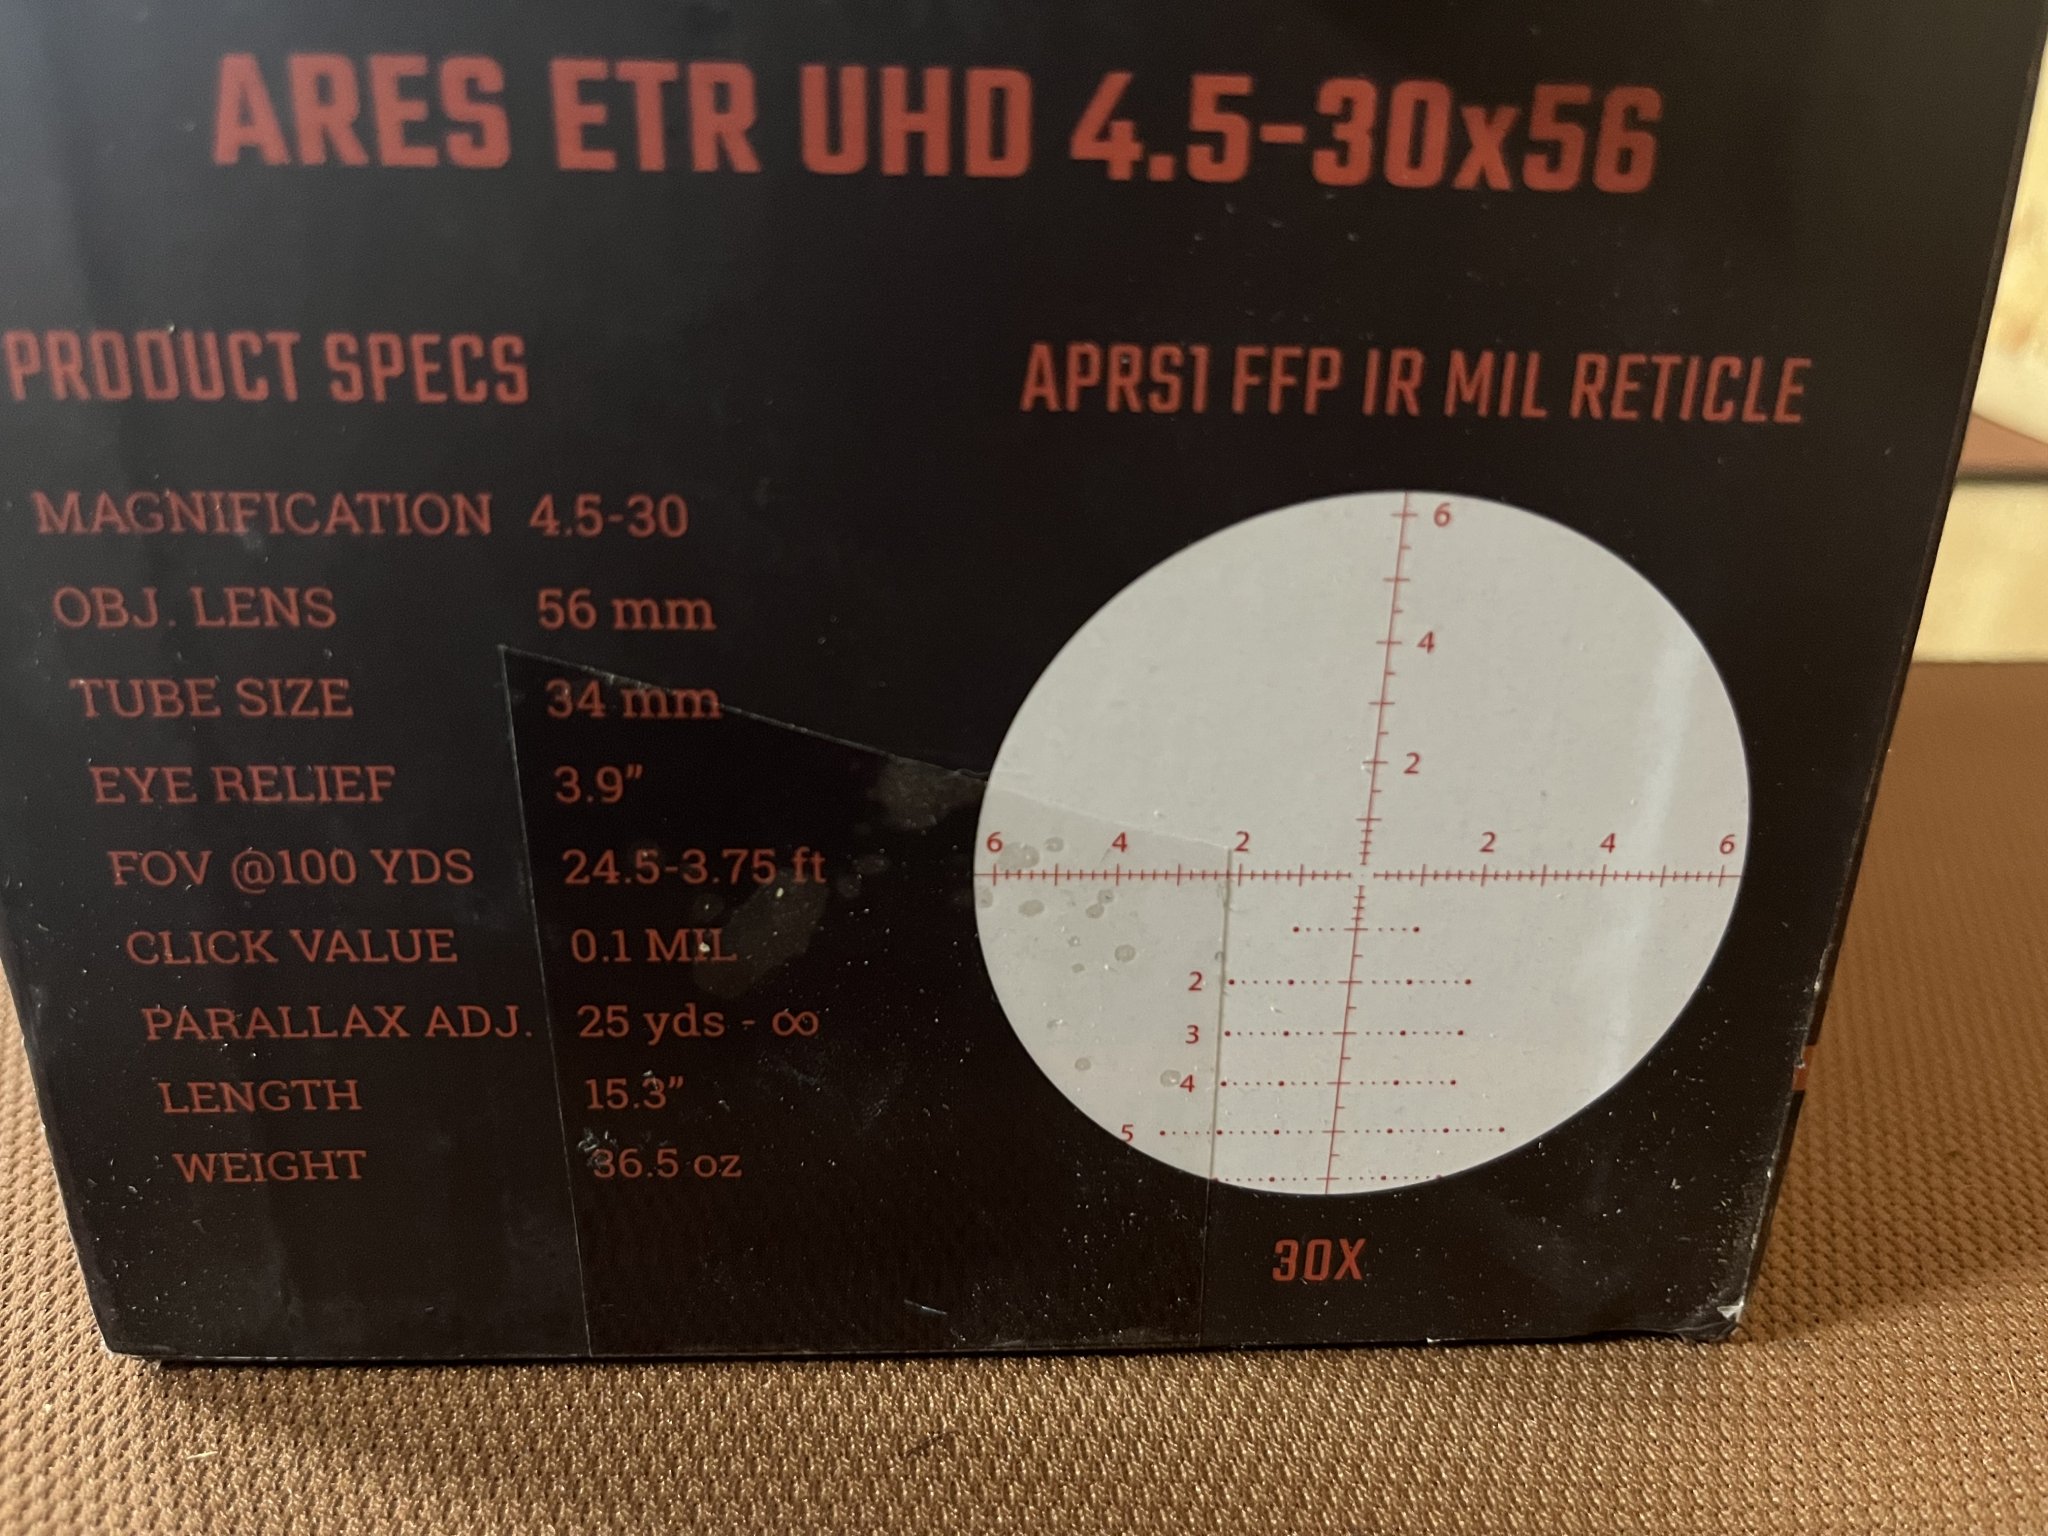 ARES ETR UHD 4.5-30x56
PRODUCT SPECS
MAGNIFICATION 4.5-30
OBJ. LENS 56 mm
TUBE SIZE 34 mm
EYE RELIEF 3.9"
FOV @100 YDS 24.5-3.75 ft
CLICK VALUE 0.1 MIL
PARALLAX ADJ. 25 yds - ∞
LENGTH 15.3"
WEIGHT 36.5 oz
APRS1 FFP IR MIL RETICLE
6
4
2
6 4 2 2 4 6
2
3
4
5
30X